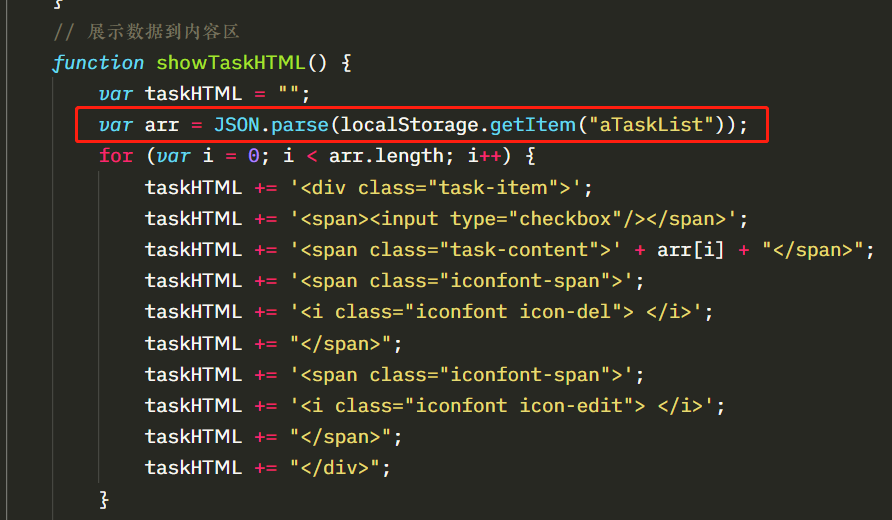 }
// 展示数据到内容区
function showTaskHTML() {
var taskHTML = "";
var arr = JSON.parse(localStorage.getItem("aTaskList"));
for (var i = 0; i < arr.length; i++) {
taskHTML += '<div class="task-item">';
taskHTML += '<span><input type="checkbox"/></span>';
taskHTML += '<span class="task-content">' + arr[i] + "</span>";
taskHTML += '<span class="iconfont-span">';
taskHTML += '<i class="iconfont icon-del"> </i>';
taskHTML += "</span>";
taskHTML += '<span class="iconfont-span">';
taskHTML += '<i class="iconfont icon-edit"> </i>';
taskHTML += "</span>";
taskHTML += "</div>";
}